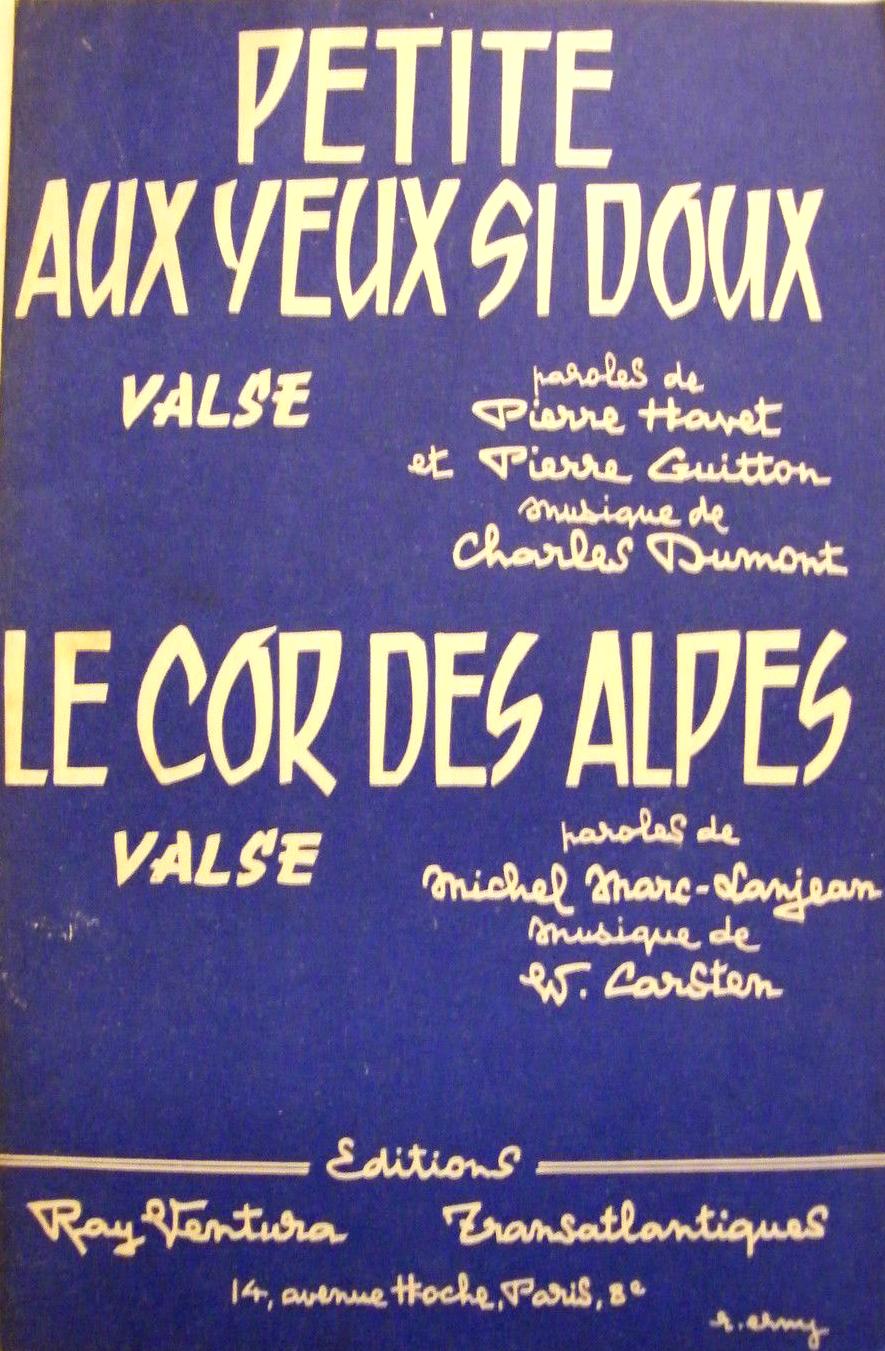 PETITE
AUX YEUX SI DOUX
VALSE
paroles de
Pierre Havet
et Pierre Guitton
musique de
Charles Dumont
LE COR DES ALPES
VALSE
paroles de
Michel Marc-Lanjean
musique de
W. Carsten
Editions
Ray Ventura Transatlantiques
14, avenue Hoche, Paris, 8e